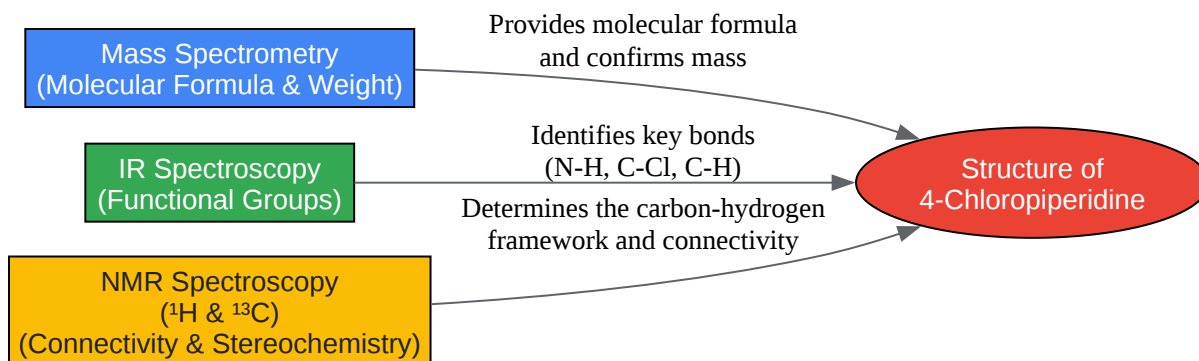 Mass Spectrometry
(Molecular Formula & Weight)
Provides molecular formula
and confirms mass
IR Spectroscopy
(Functional Groups)
Identifies key bonds
(N-H, C-Cl, C-H)
Structure of
4-Chloropiperidine
NMR Spectroscopy
(¹H & ¹³C)
(Connectivity & Stereochemistry)
Determines the carbon-hydrogen
framework and connectivity